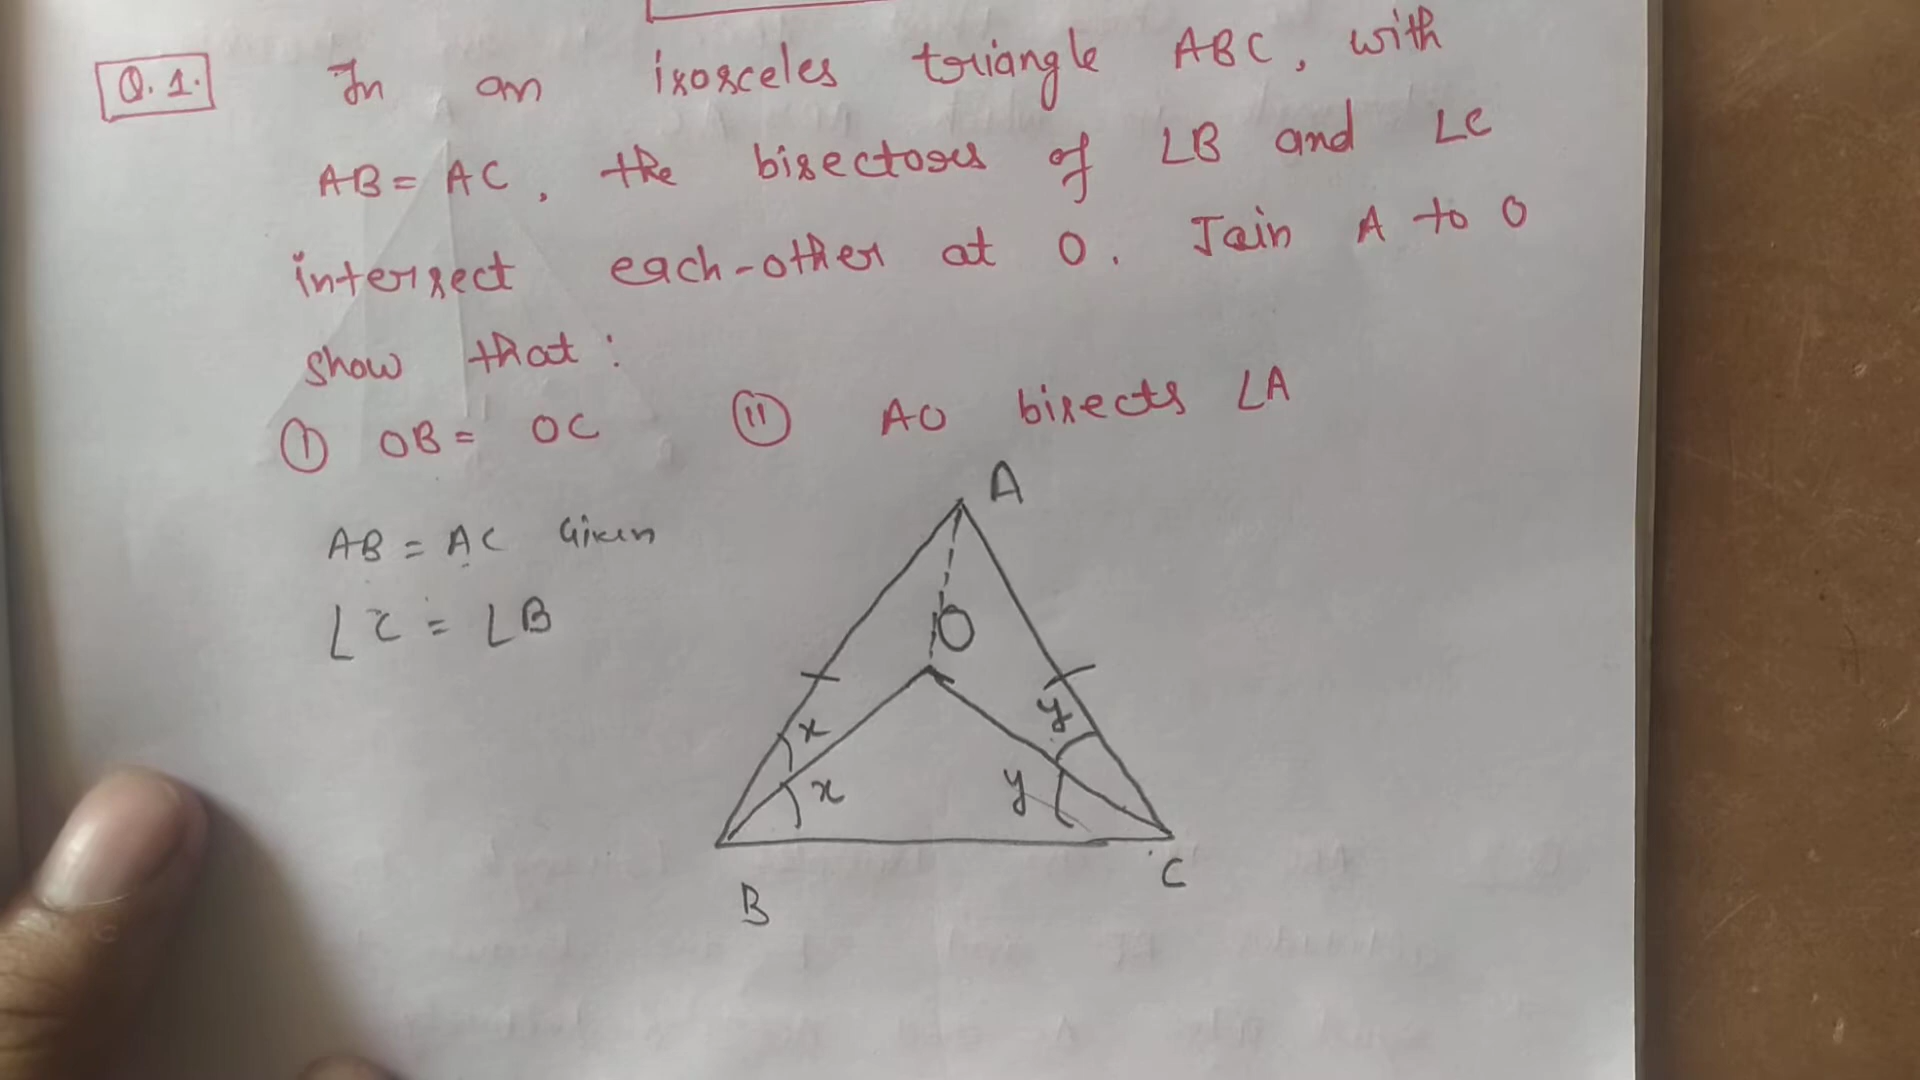 Q. 1. In an isosceles triangle ABC, with
AB = AC, the bisectors of ∠B and ∠C
intersect each-other at O. Join A to O
show that :
(i) OB = OC (ii) AO bisects ∠A
A
AB = AC Given
∠C = ∠B
O
x
y
x
y
C
B